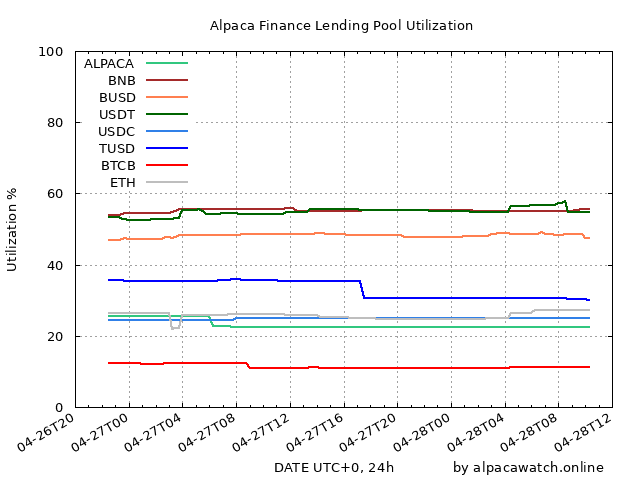 Alpaca Finance Lending Pool Utilization
Utilization %
100
80
60
40
20
0
ALPACA
BNB
BUSD
USDT
USDC
TUSD
BTCB
ETH
04-26T20
04-27T00
04-27T04
04-27T08
04-27T12
04-27T16
04-27T20
04-28T00
04-28T04
04-28T08
04-28T12
DATE UTC+0, 24h
by alpacawatch.online